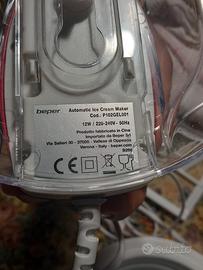 beper
Automatic Ice Cream Maker
Cod. P102GEL001
12W / 220-240V - 50Hz
Prodotto fabbricato in Cina
Importato da Beper Srl
Via Salieri 30 - 37050 - Vallese di Oppeano
Verona - Italy - beper.com
CE
subito